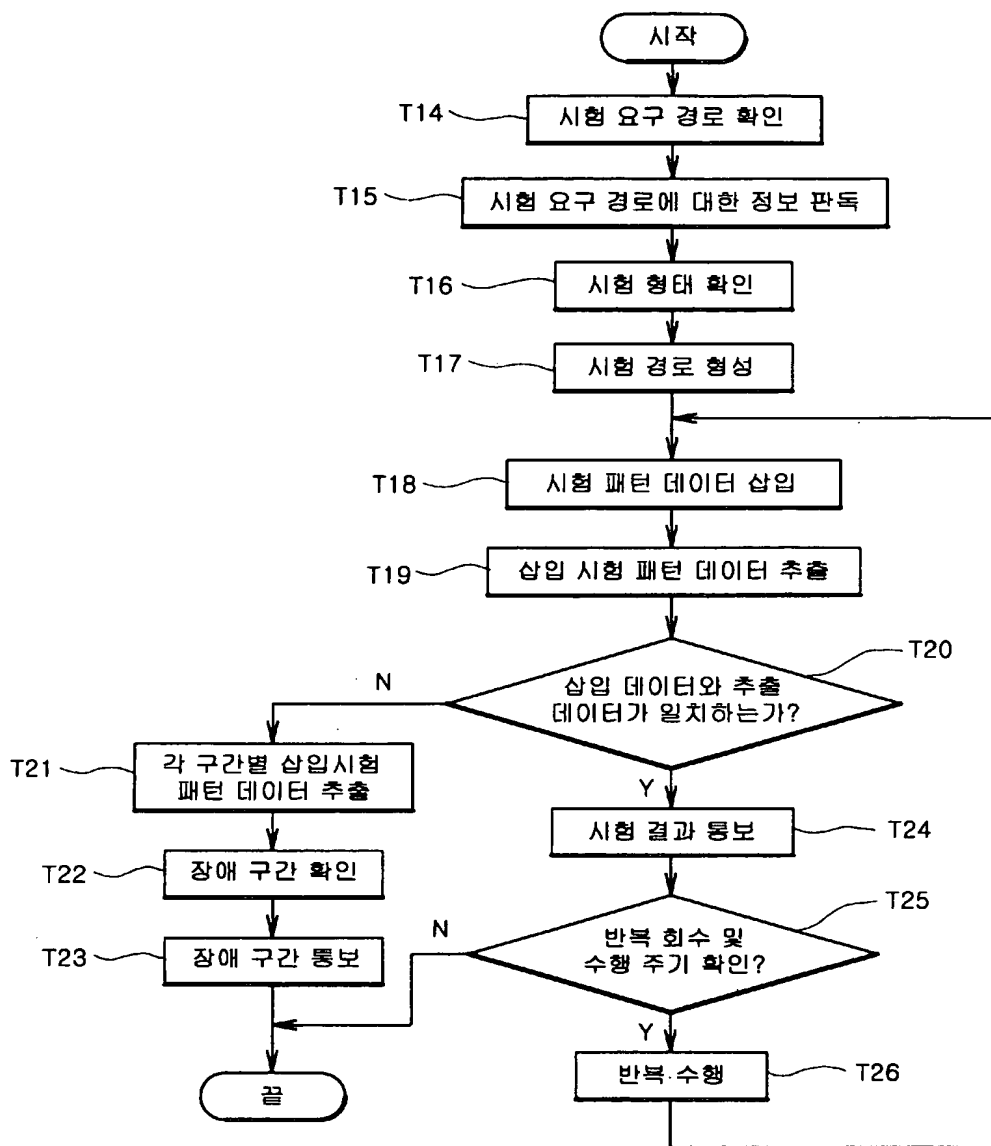 시작
T14
시험 요구 경로 확인
T15
시험 요구 경로에 대한 정보 판독
T16
시험 형태 확인
T17
시험 경로 형성
T18
시험 패턴 데이터 삽입
T19
삽입 시험 패턴 데이터 추출
T20
삽입 데이터와 추출
데이터가 일치하는가?
N
Y
T21
각 구간별 삽입시험
패턴 데이터 추출
T24
시험 결과 통보
T22
장애 구간 확인
T25
반복 회수 및
수행 주기 확인?
N
Y
T23
장애 구간 통보
T26
반복 수행
끝